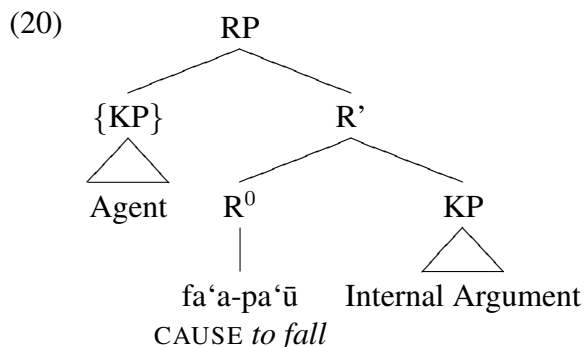 (20)
RP
{KP} R’
Agent R⁰ KP
fa‘a-pa‘ū Internal Argument
CAUSE to fall